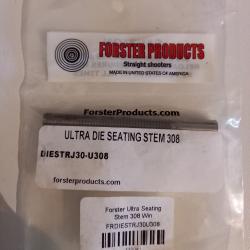 FORSTER PRODUCTS
Straight shooters
MADE IN UNITED STATES OF AMERICA
ForsterProducts.com
ULTRA DIE SEATING STEM 308
DIESTRJ30-U308
forsterproducts.com
Forster Ultra Seating
Stem 308 Win
FRDIESTRJ30U308